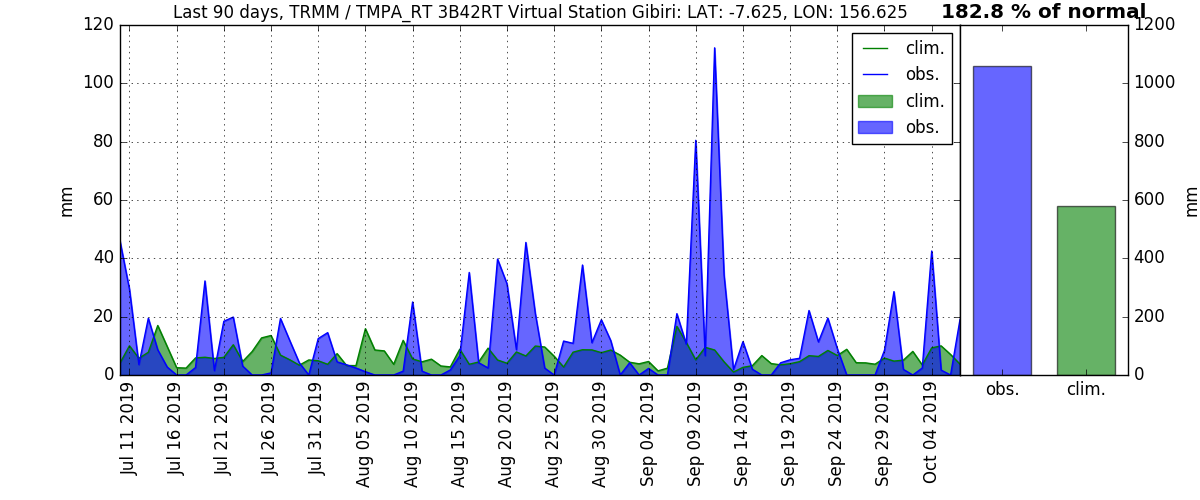 Last 90 days, TRMM / TMPA_RT 3B42RT Virtual Station Gibiri: LAT: -7.625, LON: 156.625
182.8 % of normal
120
100
80
60
40
20
0
mm
clim.
obs.
clim.
obs.
1200
1000
800
600
400
200
0
mm
obs.
clim.
Jul 11 2019
Jul 16 2019
Jul 21 2019
Jul 26 2019
Jul 31 2019
Aug 05 2019
Aug 10 2019
Aug 15 2019
Aug 20 2019
Aug 25 2019
Aug 30 2019
Sep 04 2019
Sep 09 2019
Sep 14 2019
Sep 19 2019
Sep 24 2019
Sep 29 2019
Oct 04 2019